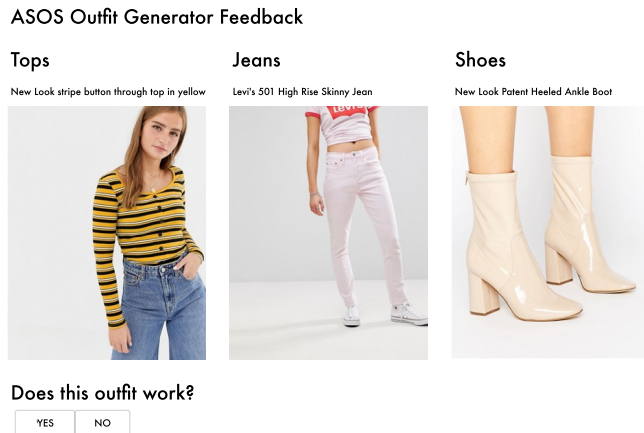 ASOS Outfit Generator Feedback
Tops
Jeans
Shoes
New Look stripe button through top in yellow
Levi's 501 High Rise Skinny Jean
New Look Patent Heeled Ankle Boot
Levi's
Does this outfit work?
YES
NO